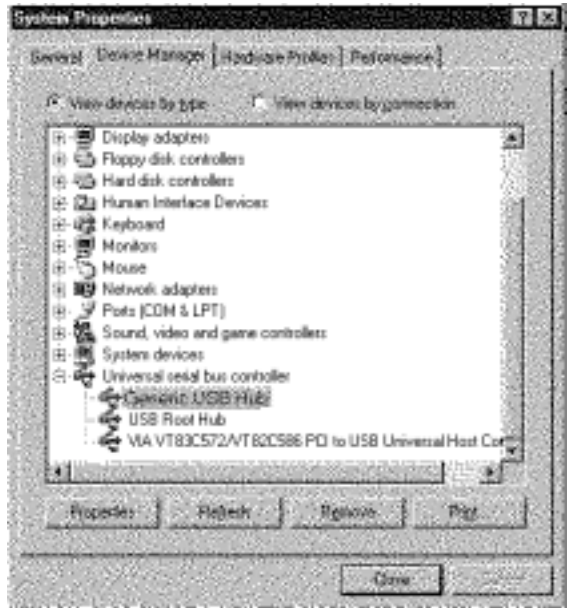 System Properties
General Device Manager Hardware Profiles Performance
View devices by type View devices by connection
Display adapters
Floppy disk controllers
Hard disk controllers
Human Interface Devices
Keyboard
Monitors
Mouse
Network adapters
Ports (COM & LPT)
Sound, video and game controllers
System devices
Universal serial bus controller
Generic USB Hub
USB Root Hub
VIA VT83C572/VT82C586 PCI to USB Universal Host Con
Properties Refresh Remove Print
Close